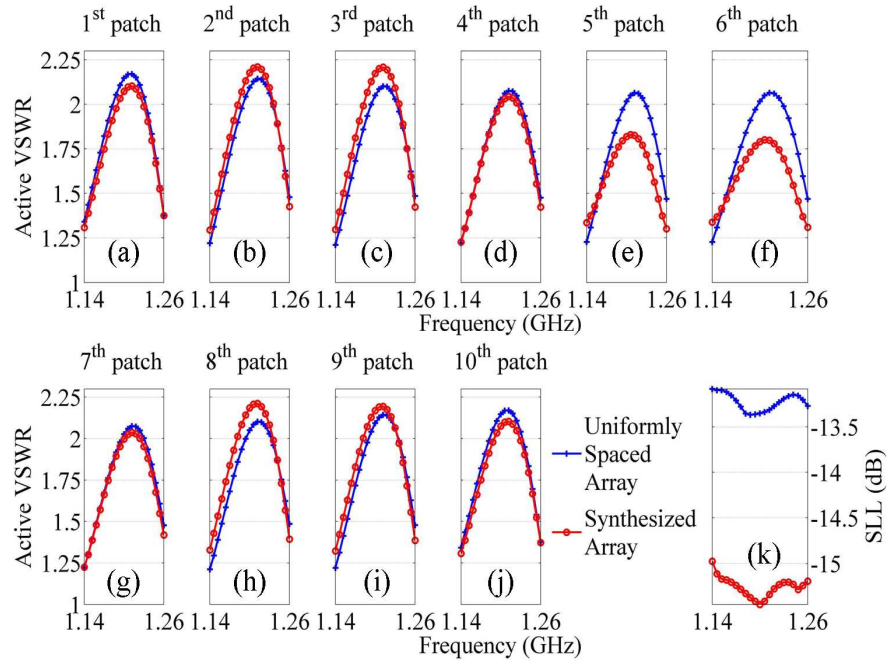 1st patch 2nd patch 3rd patch 4th patch 5th patch 6th patch
2.25
2
1.75
1.5
1.25
1
Active VSWR
(a) (b) (c) (d) (e) (f)
1.14 1.26 1.14 1.26 1.14 1.26 1.14 1.26 1.14 1.26 1.14 1.26
Frequency (GHz)
7th patch 8th patch 9th patch 10th patch
2.25
2
1.75
1.5
1.25
1
Active VSWR
(g) (h) (i) (j)
1.14 1.26 1.14 1.26 1.14 1.26 1.14 1.26
Frequency (GHz)
Uniformly
Spaced
Array
Synthesized
Array
(k)
-13.5
-14
-14.5
-15
SLL (dB)
1.14 1.26